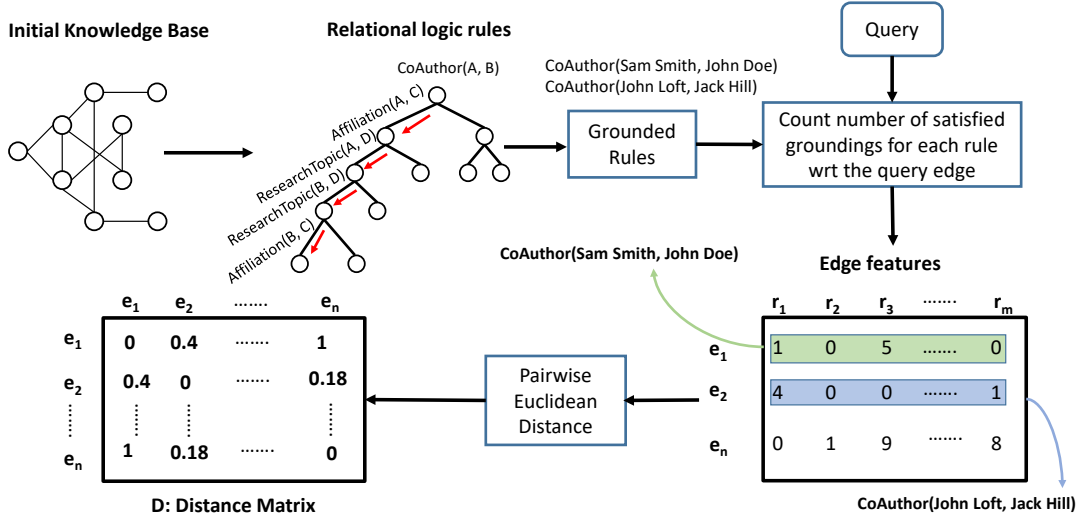 Initial Knowledge Base
Relational logic rules
CoAuthor(A, B)
Affiliation(A, C)
ResearchTopic(A, D)
ResearchTopic(B, D)
Affiliation(B, C)
CoAuthor(Sam Smith, John Doe)
CoAuthor(John Loft, Jack Hill)
Grounded
Rules
Query
Count number of satisfied
groundings for each rule
wrt the query edge
CoAuthor(Sam Smith, John Doe)
Edge features
r1 r2 r3 ....... rm
e1 1 0 5 ....... 0
e2 4 0 0 ....... 1
en 0 1 9 ....... 8
CoAuthor(John Loft, Jack Hill)
Pairwise
Euclidean
Distance
e1 e2 ....... en
e1 0 0.4 ....... 1
e2 0.4 0 ....... 0.18
....... ....... ....... .......
en 1 0.18 ....... 0
D: Distance Matrix